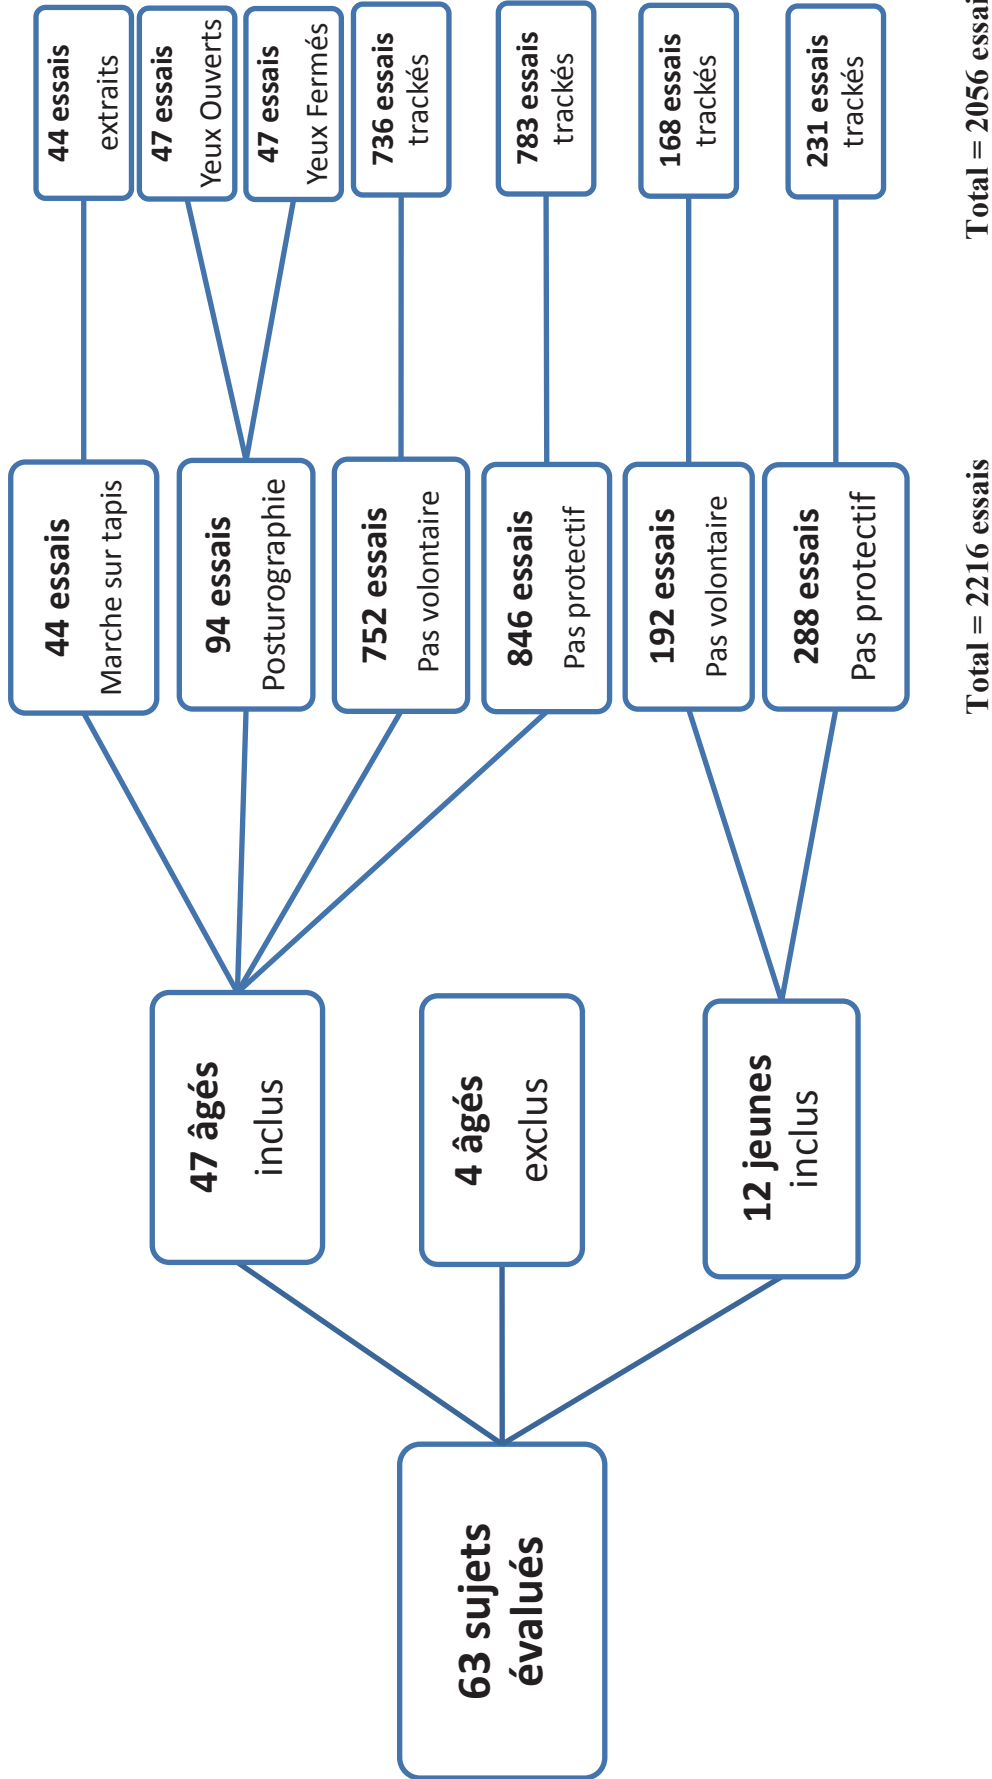 63 sujets
évalués
47 âgés
inclus
4 âgés
exclus
12 jeunes
inclus
44 essais
Marche sur tapis
94 essais
Posturographie
752 essais
Pas volontaire
846 essais
Pas protectif
192 essais
Pas volontaire
288 essais
Pas protectif
Total = 2216 essais
44 essais
extraits
47 essais
Yeux Ouverts
47 essais
Yeux Fermés
736 essais
trackés
783 essais
trackés
168 essais
trackés
231 essais
trackés
Total = 2056 essai